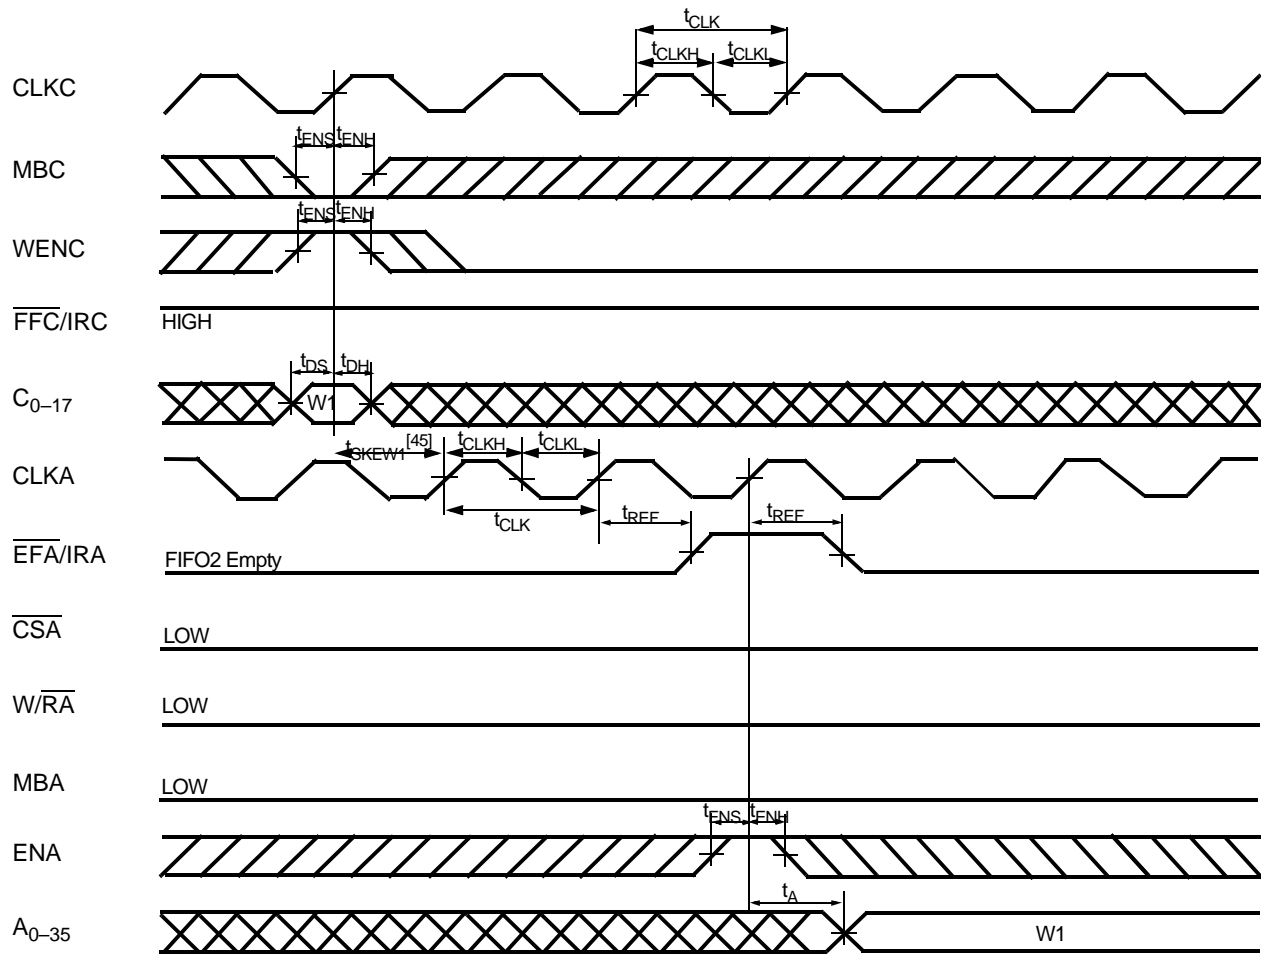 tCLK
tCLKH tCLKL
CLKC
tENS tENH
MBC
tENS tENH
WENC
FFC/IRC HIGH
tDS tDH
C0–17 W1
tSKEW1[45] tCLKH tCLKL
CLKA
tCLK tREF tREF
EFA/IRA FIFO2 Empty
CSA LOW
W/RA LOW
MBA LOW
tENS tENH
ENA
tA
A0–35 W1